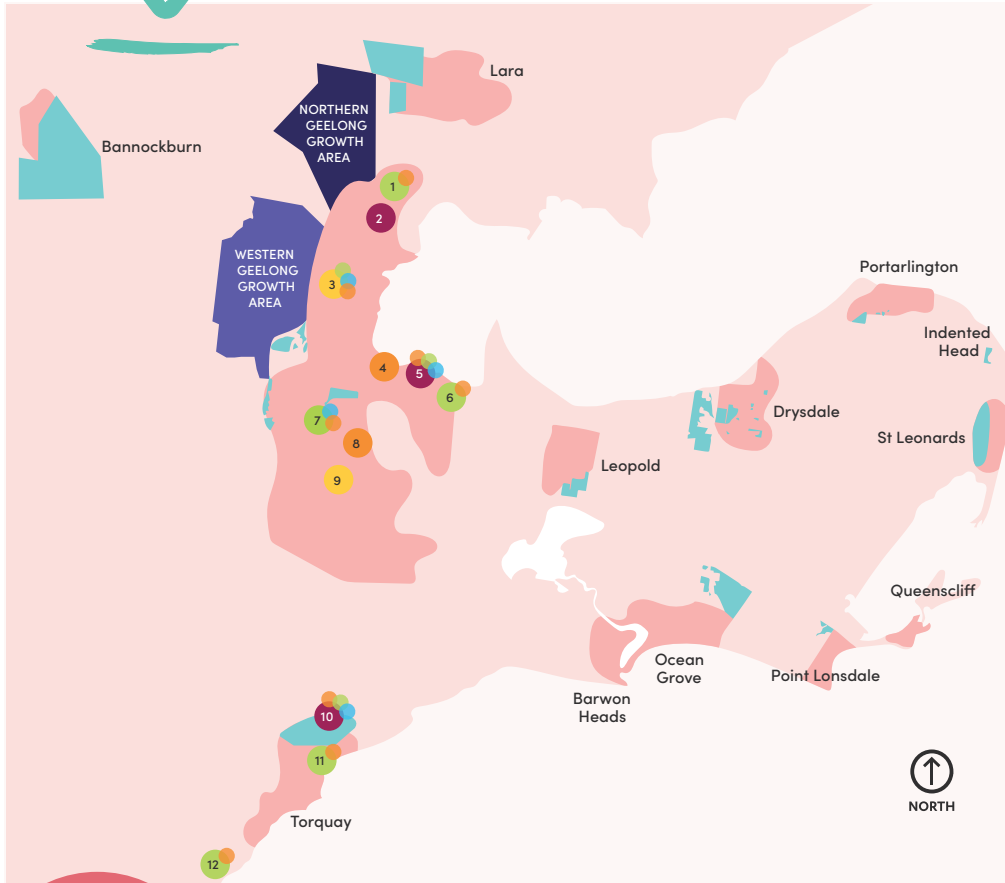 Lara
NORTHERN
GEELONG
GROWTH
AREA
Bannockburn
1
2
WESTERN
GEELONG
GROWTH
AREA
3
Portarlington
Indented
Head
4
5
6
7
8
9
Drysdale
St Leonards
Leopold
Queenscliff
Ocean
Grove
Point Lonsdale
Barwon
Heads
10
11
Torquay
12
NORTH